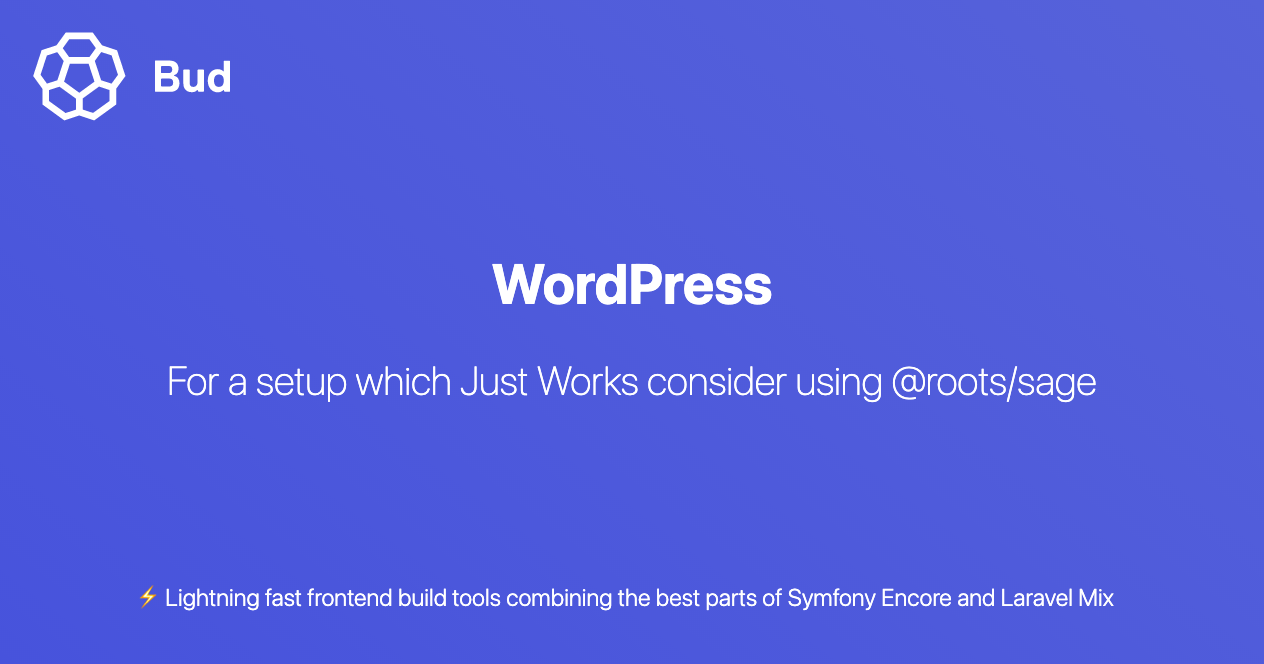 Bud
WordPress
For a setup which Just Works consider using @roots/sage
⚡ Lightning fast frontend build tools combining the best parts of Symfony Encore and Laravel Mix